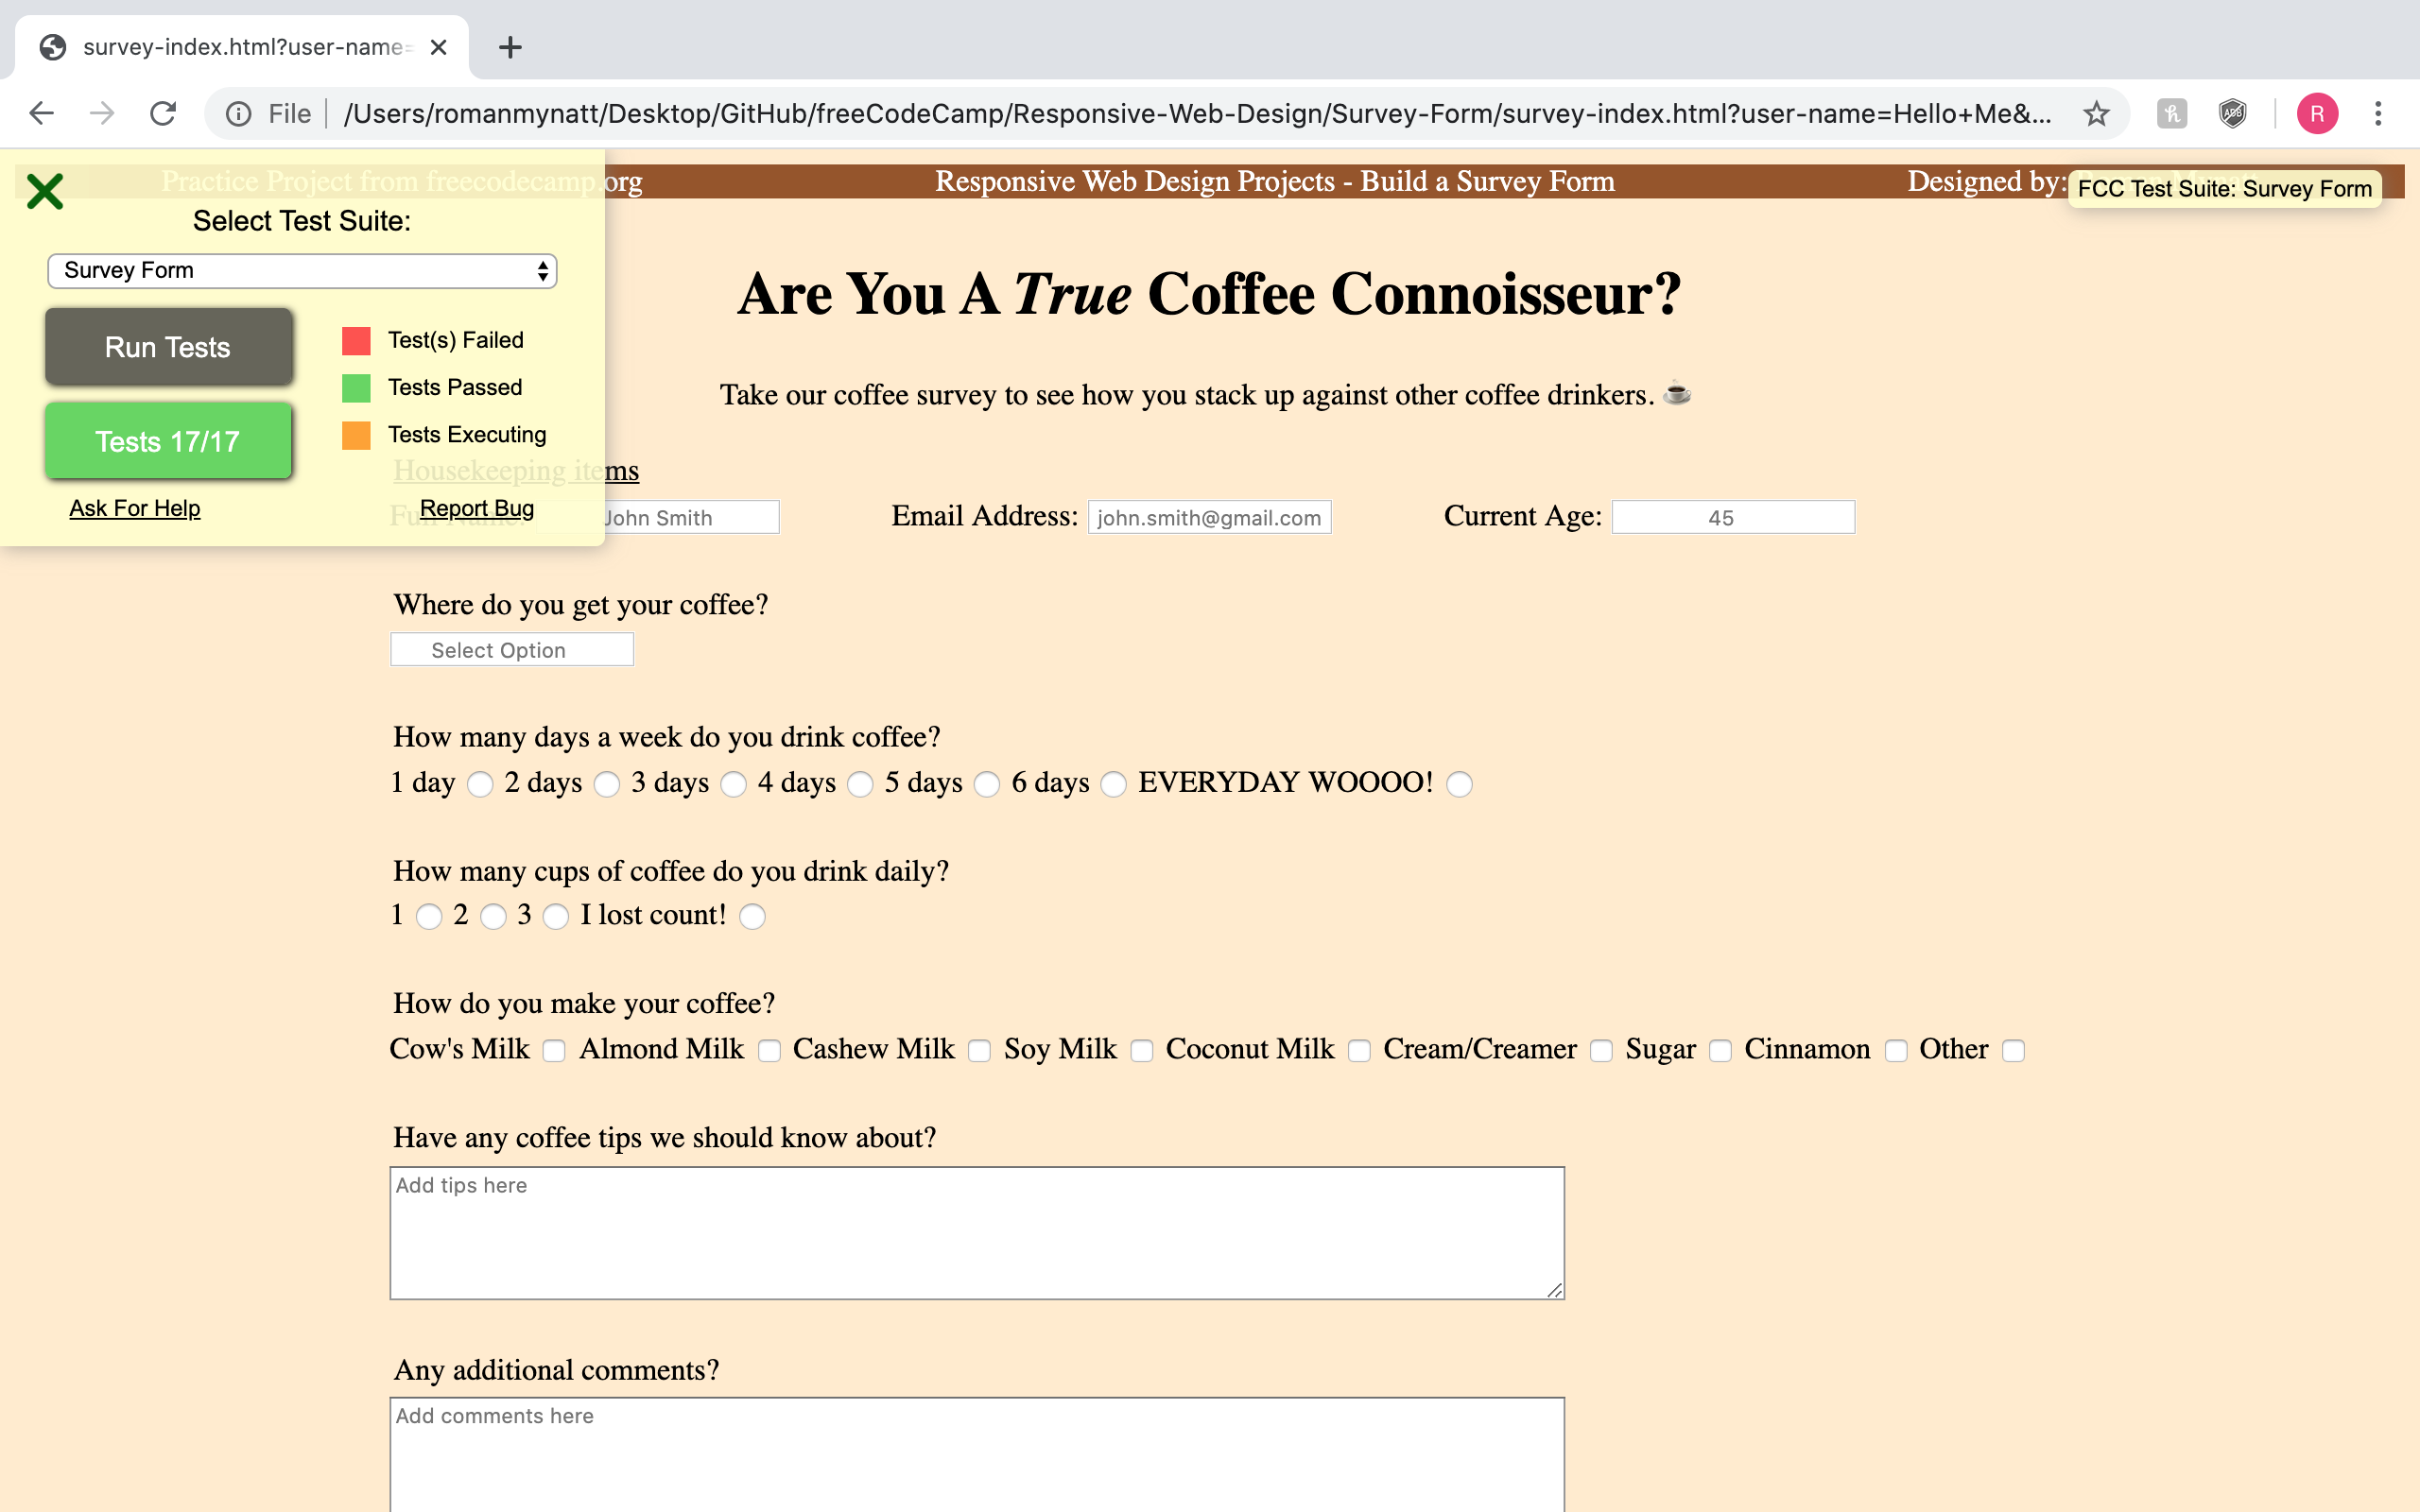 survey-index.html?user-name=
File /Users/romanmynatt/Desktop/GitHub/freeCodeCamp/Responsive-Web-Design/Survey-Form/survey-index.html?user-name=Hello+Me&... ABP R
Practice Project from freecodecamp.org Responsive Web Design Projects - Build a Survey Form Designed by:
FCC Test Suite: Survey Form
Select Test Suite:
Survey Form
Run Tests
Test(s) Failed
Tests Passed
Tests Executing
Tests 17/17
Ask For Help Report Bug
Are You A True Coffee Connoisseur?
Take our coffee survey to see how you stack up against other coffee drinkers.
Housekeeping items
Full Name: John Smith Email Address: john.smith@gmail.com Current Age: 45
Where do you get your coffee?
Select Option
How many days a week do you drink coffee?
1 day 2 days 3 days 4 days 5 days 6 days EVERYDAY WOOOO!
How many cups of coffee do you drink daily?
1 2 3 I lost count!
How do you make your coffee?
Cow's Milk Almond Milk Cashew Milk Soy Milk Coconut Milk Cream/Creamer Sugar Cinnamon Other
Have any coffee tips we should know about?
Add tips here
Any additional comments?
Add comments here